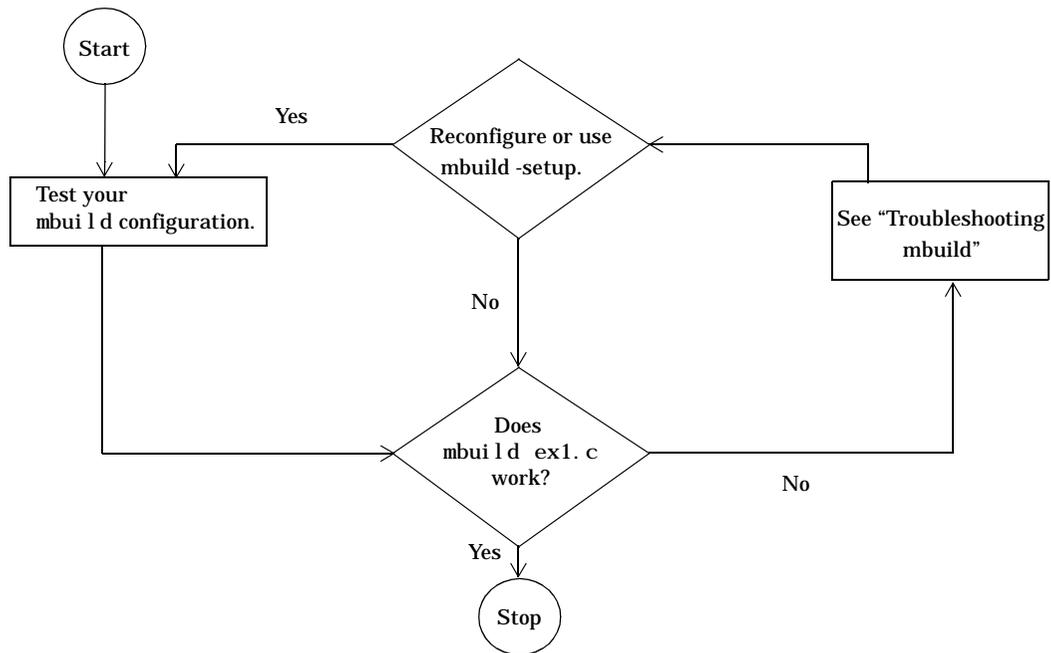 Start
Yes
Reconfigure or use
mbuild -setup.
Test your
mbuild configuration.
See “Troubleshooting
mbuild”
No
Does
mbuild ex1.c
work?
No
Yes
Stop